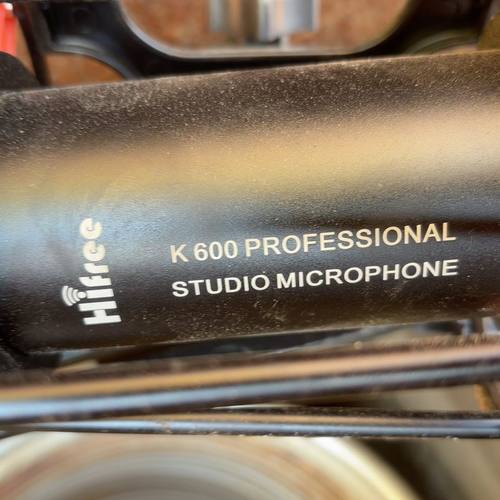 Hifree
K 600 PROFESSIONAL
STUDIO MICROPHONE